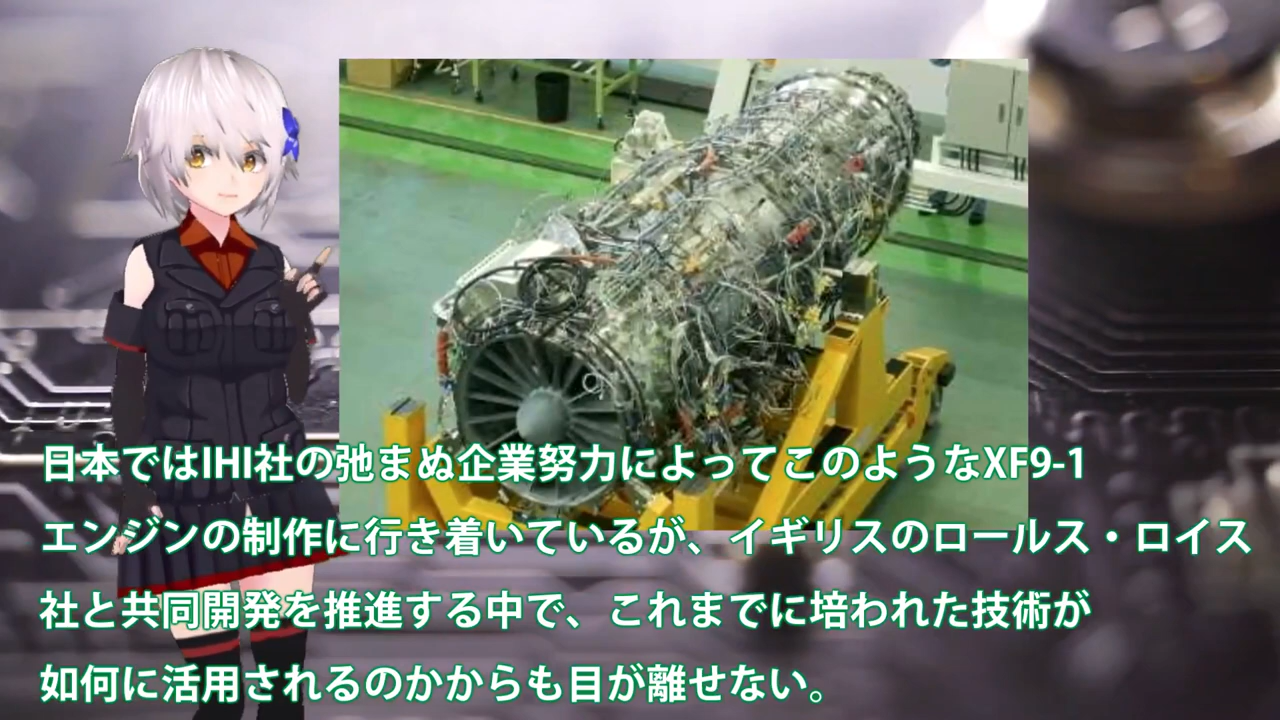 日本ではIHI社の弛まぬ企業努力によってこのようなXF9-1
エンジンの制作に行き着いているが、イギリスのロールス・ロイス
社と共同開発を推進する中で、これまでに培われた技術が
如何に活用されるのかからも目が離せない。